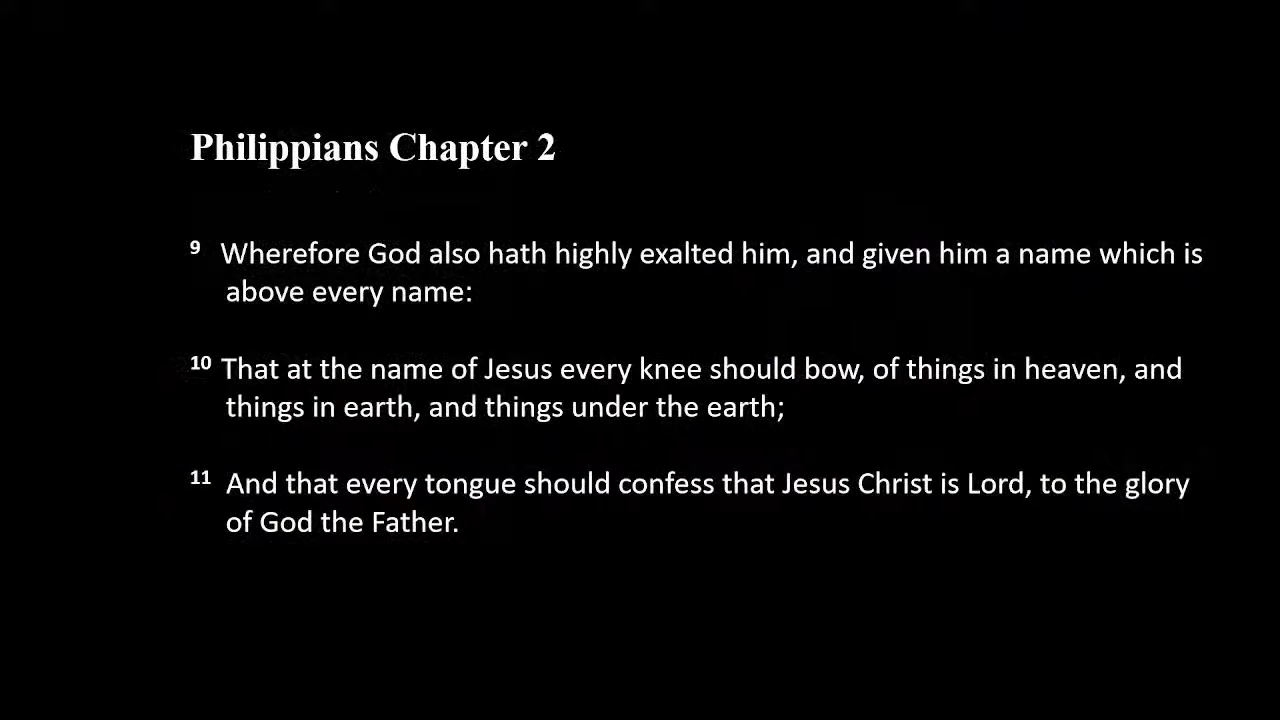 Philippians Chapter 2
9 Wherefore God also hath highly exalted him, and given him a name which is
above every name:
10 That at the name of Jesus every knee should bow, of things in heaven, and
things in earth, and things under the earth;
11 And that every tongue should confess that Jesus Christ is Lord, to the glory
of God the Father.